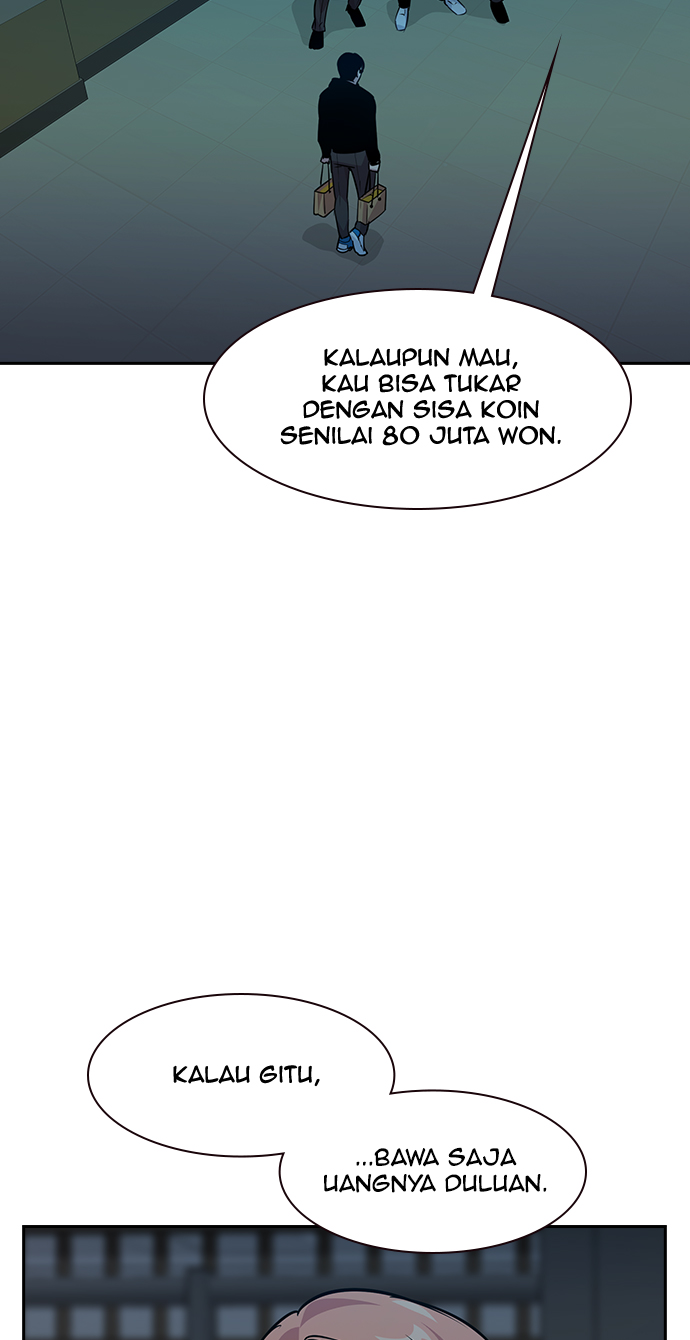 KALAUPUN MAU,
KAU BISA TUKAR
DENGAN SISA KOIN
SENILAI 80 JUTA WON.
KALAU GITU,
...BAWA SAJA
UANGNYA DULUAN.